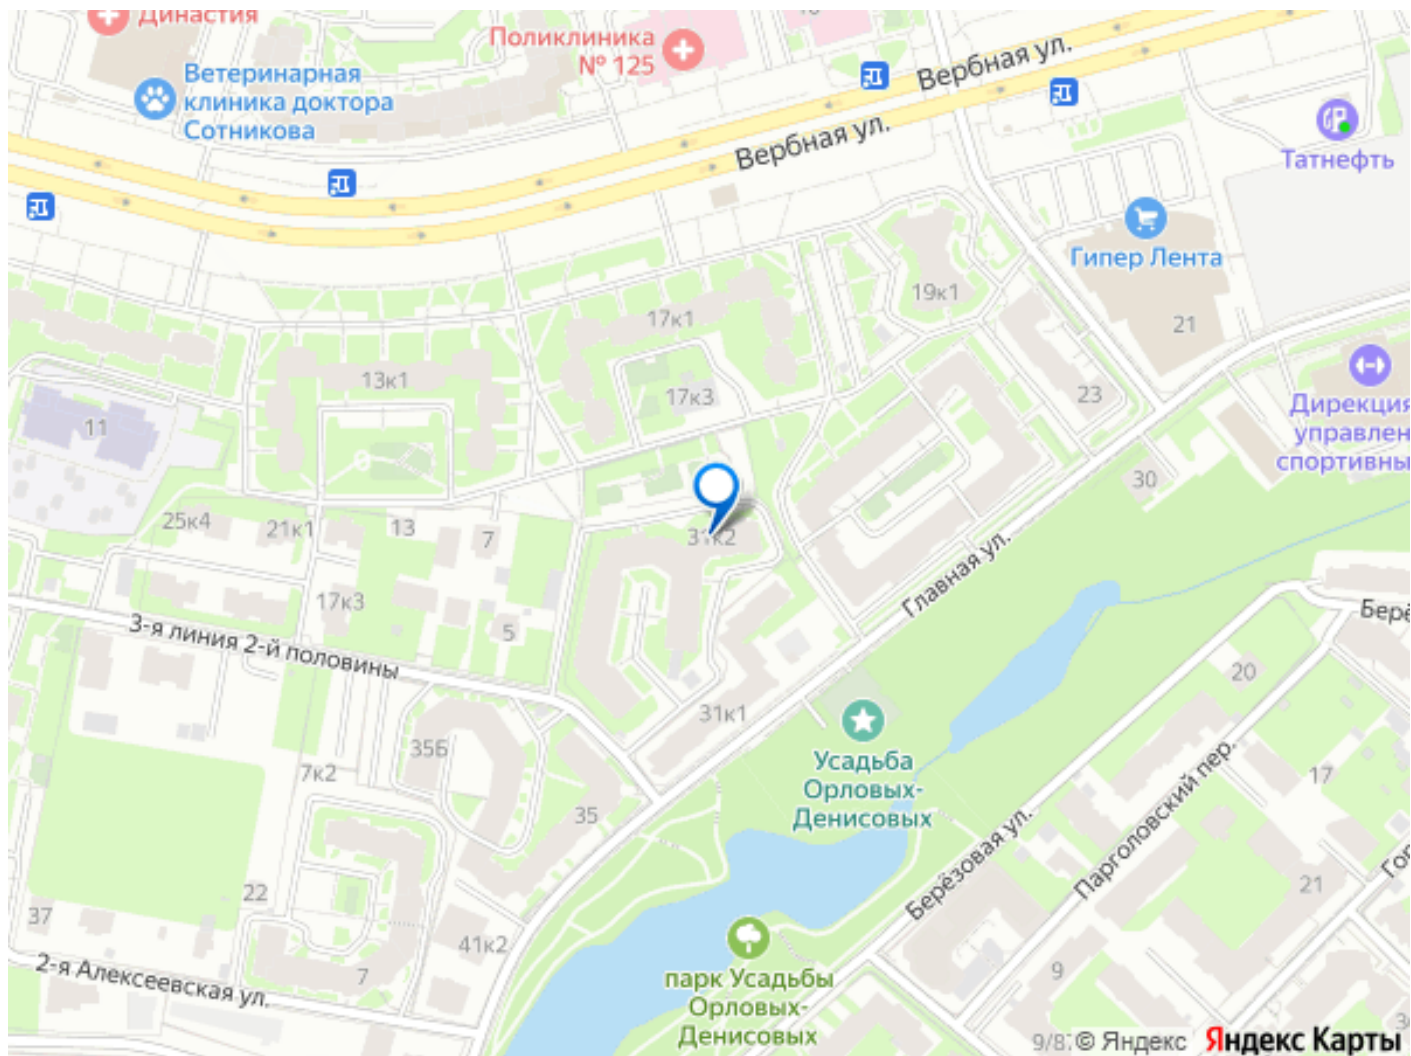 Династия
Поликлиника
№ 125
Вербная ул.
Ветеринарная
клиника доктора
Сотникова
Вербная ул.
Татнефть
Гипер Лента
19к1
17к1
21
13к1
17к3
23
Дирекция
управлен
спортивны
11
30
25к4
21к1
13
7
31к2
Главная ул.
17к3
3-я линия 2-й половины
5
Берё
20
31к1
35Б
Усадьба
Орловых-
Денисовых
7к2
17
35
Берёзовая ул.
Парголовский пер.
Гор
22
21
37
41к2
2-я Алексеевская ул.
7
парк Усадьбы
Орловых-
Денисовых
9
© Яндекс Яндекс Карты